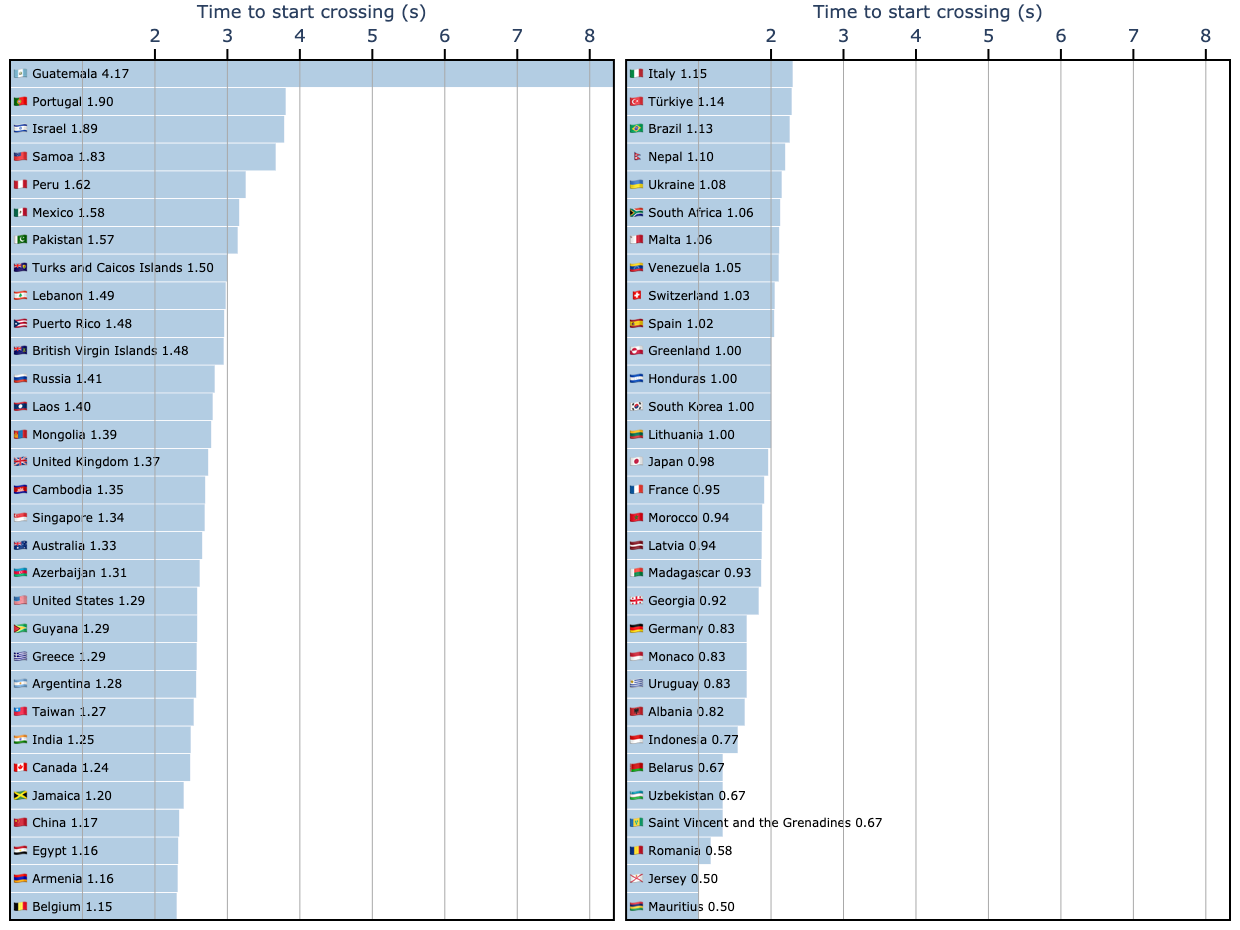 Time to start crossing (s)
2 3 4 5 6 7 8
Guatemala 4.17
Portugal 1.90
Israel 1.89
Samoa 1.83
Peru 1.62
Mexico 1.58
Pakistan 1.57
Turks and Caicos Islands 1.50
Lebanon 1.49
Puerto Rico 1.48
British Virgin Islands 1.48
Russia 1.41
Laos 1.40
Mongolia 1.39
United Kingdom 1.37
Cambodia 1.35
Singapore 1.34
Australia 1.33
Azerbaijan 1.31
United States 1.29
Guyana 1.29
Greece 1.29
Argentina 1.28
Taiwan 1.27
India 1.25
Canada 1.24
Jamaica 1.20
China 1.17
Egypt 1.16
Armenia 1.16
Belgium 1.15
Time to start crossing (s)
2 3 4 5 6 7 8
Italy 1.15
Türkiye 1.14
Brazil 1.13
Nepal 1.10
Ukraine 1.08
South Africa 1.06
Malta 1.06
Venezuela 1.05
Switzerland 1.03
Spain 1.02
Greenland 1.00
Honduras 1.00
South Korea 1.00
Lithuania 1.00
Japan 0.98
France 0.95
Morocco 0.94
Latvia 0.94
Madagascar 0.93
Georgia 0.92
Germany 0.83
Monaco 0.83
Uruguay 0.83
Albania 0.82
Indonesia 0.77
Belarus 0.67
Uzbekistan 0.67
Saint Vincent and the Grenadines 0.67
Romania 0.58
Jersey 0.50
Mauritius 0.50